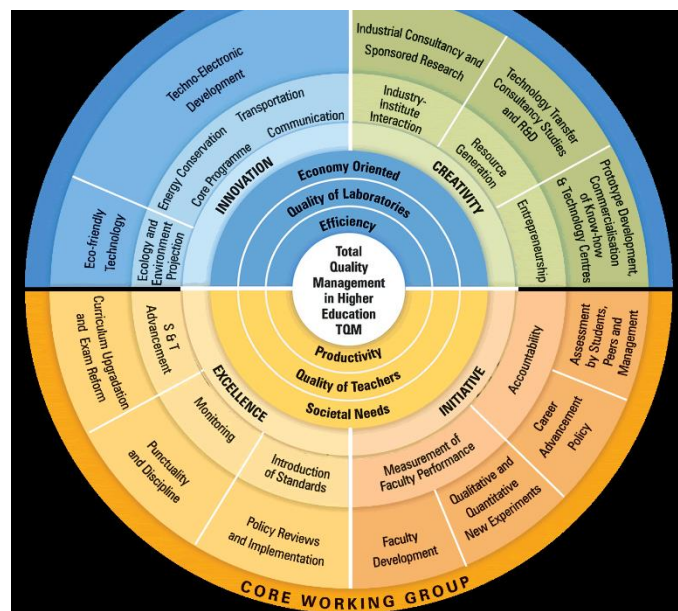 Techno-Electronic
Development
Energy Conservation
Transportation
Core Programme
Communication
INNOVATION
Eco-friendly
Technology
Ecology and
Environment
Projection
Industrial Consultancy and
Sponsored Research
Technology Transfer
Consultancy Studies
and R&D
Industry-
Institute
Interaction
Resource
Generation
CREATIVITY
Prototype Development,
Commercialisation
of Know-how
& Technology Centres
Entrepreneurship
Economy Oriented
Quality of Laboratories
Efficiency
Total
Quality
Management
in Higher
Education
TQM
Productivity
Quality of Teachers
Societal Needs
Curriculum Upgradation
and Exam Reform
S & T
Advancement
EXCELLENCE
Monitoring
Punctuality
and Discipline
Introduction
of Standards
Policy Reviews
and Implementation
INITIATIVE
Accountability
Assessment
by Students,
Peers and
Management
Career
Advancement
Policy
Measurement of
Faculty Performance
Qualitative and
Quantitative
New Experiments
Faculty
Development
CORE WORKING GROUP